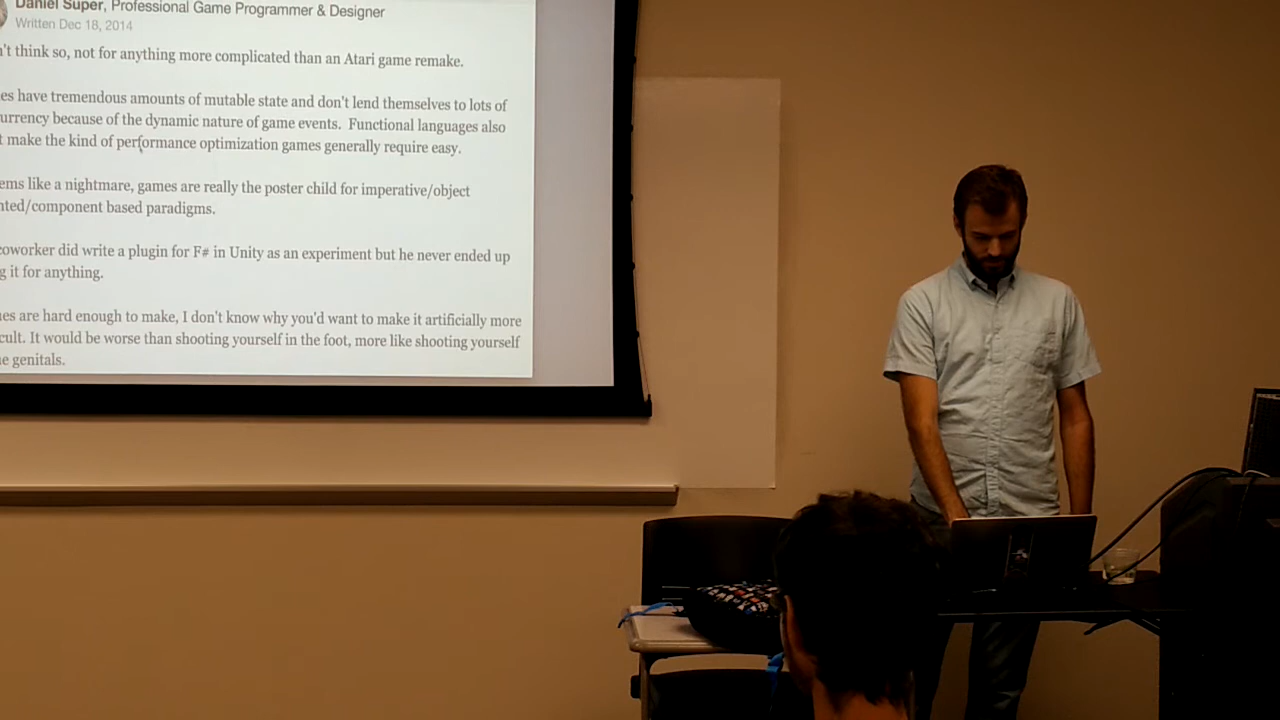 Daniel Super, Professional Game Programmer & Designer
Written Dec 18, 2014
't think so, not for anything more complicated than an Atari game remake.
es have tremendous amounts of mutable state and don't lend themselves to lots of
urrency because of the dynamic nature of game events. Functional languages also
t make the kind of performance optimization games generally require easy.
ems like a nightmare, games are really the poster child for imperative/object
nted/component based paradigms.
coworker did write a plugin for F# in Unity as an experiment but he never ended up
g it for anything.
es are hard enough to make, I don't know why you'd want to make it artificially more
cult. It would be worse than shooting yourself in the foot, more like shooting yourself
e genitals.